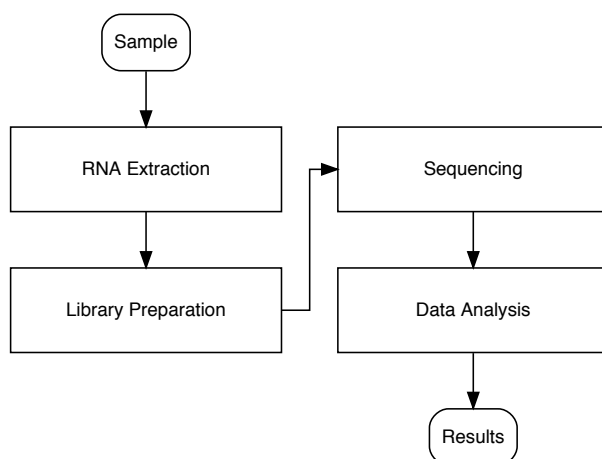 Sample
RNA Extraction
Library Preparation
Sequencing
Data Analysis
Results